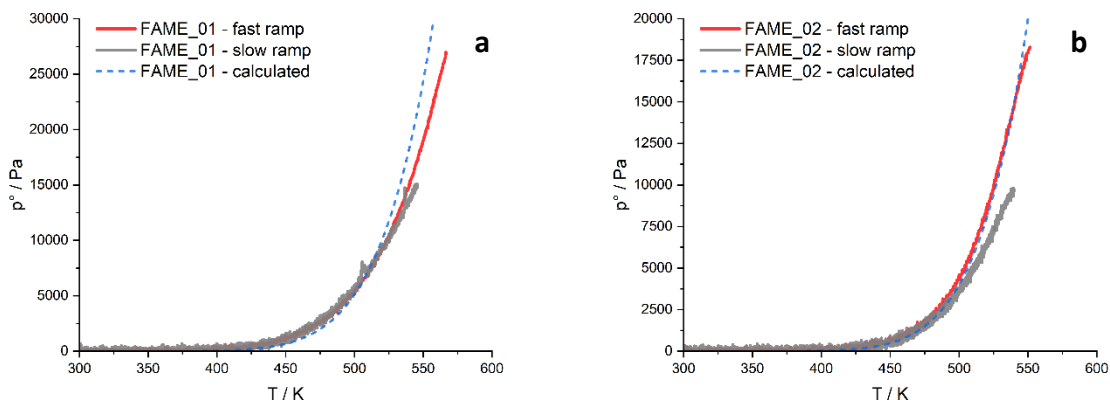 FAME_01 - fast ramp
FAME_01 - slow ramp
FAME_01 - calculated
a
30000
25000
20000
15000
10000
5000
0
p° / Pa
300
350
400
450
500
550
600
T / K
FAME_02 - fast ramp
FAME_02 - slow ramp
FAME_02 - calculated
b
20000
17500
15000
12500
10000
7500
5000
2500
0
p° / Pa
300
350
400
450
500
550
600
T / K